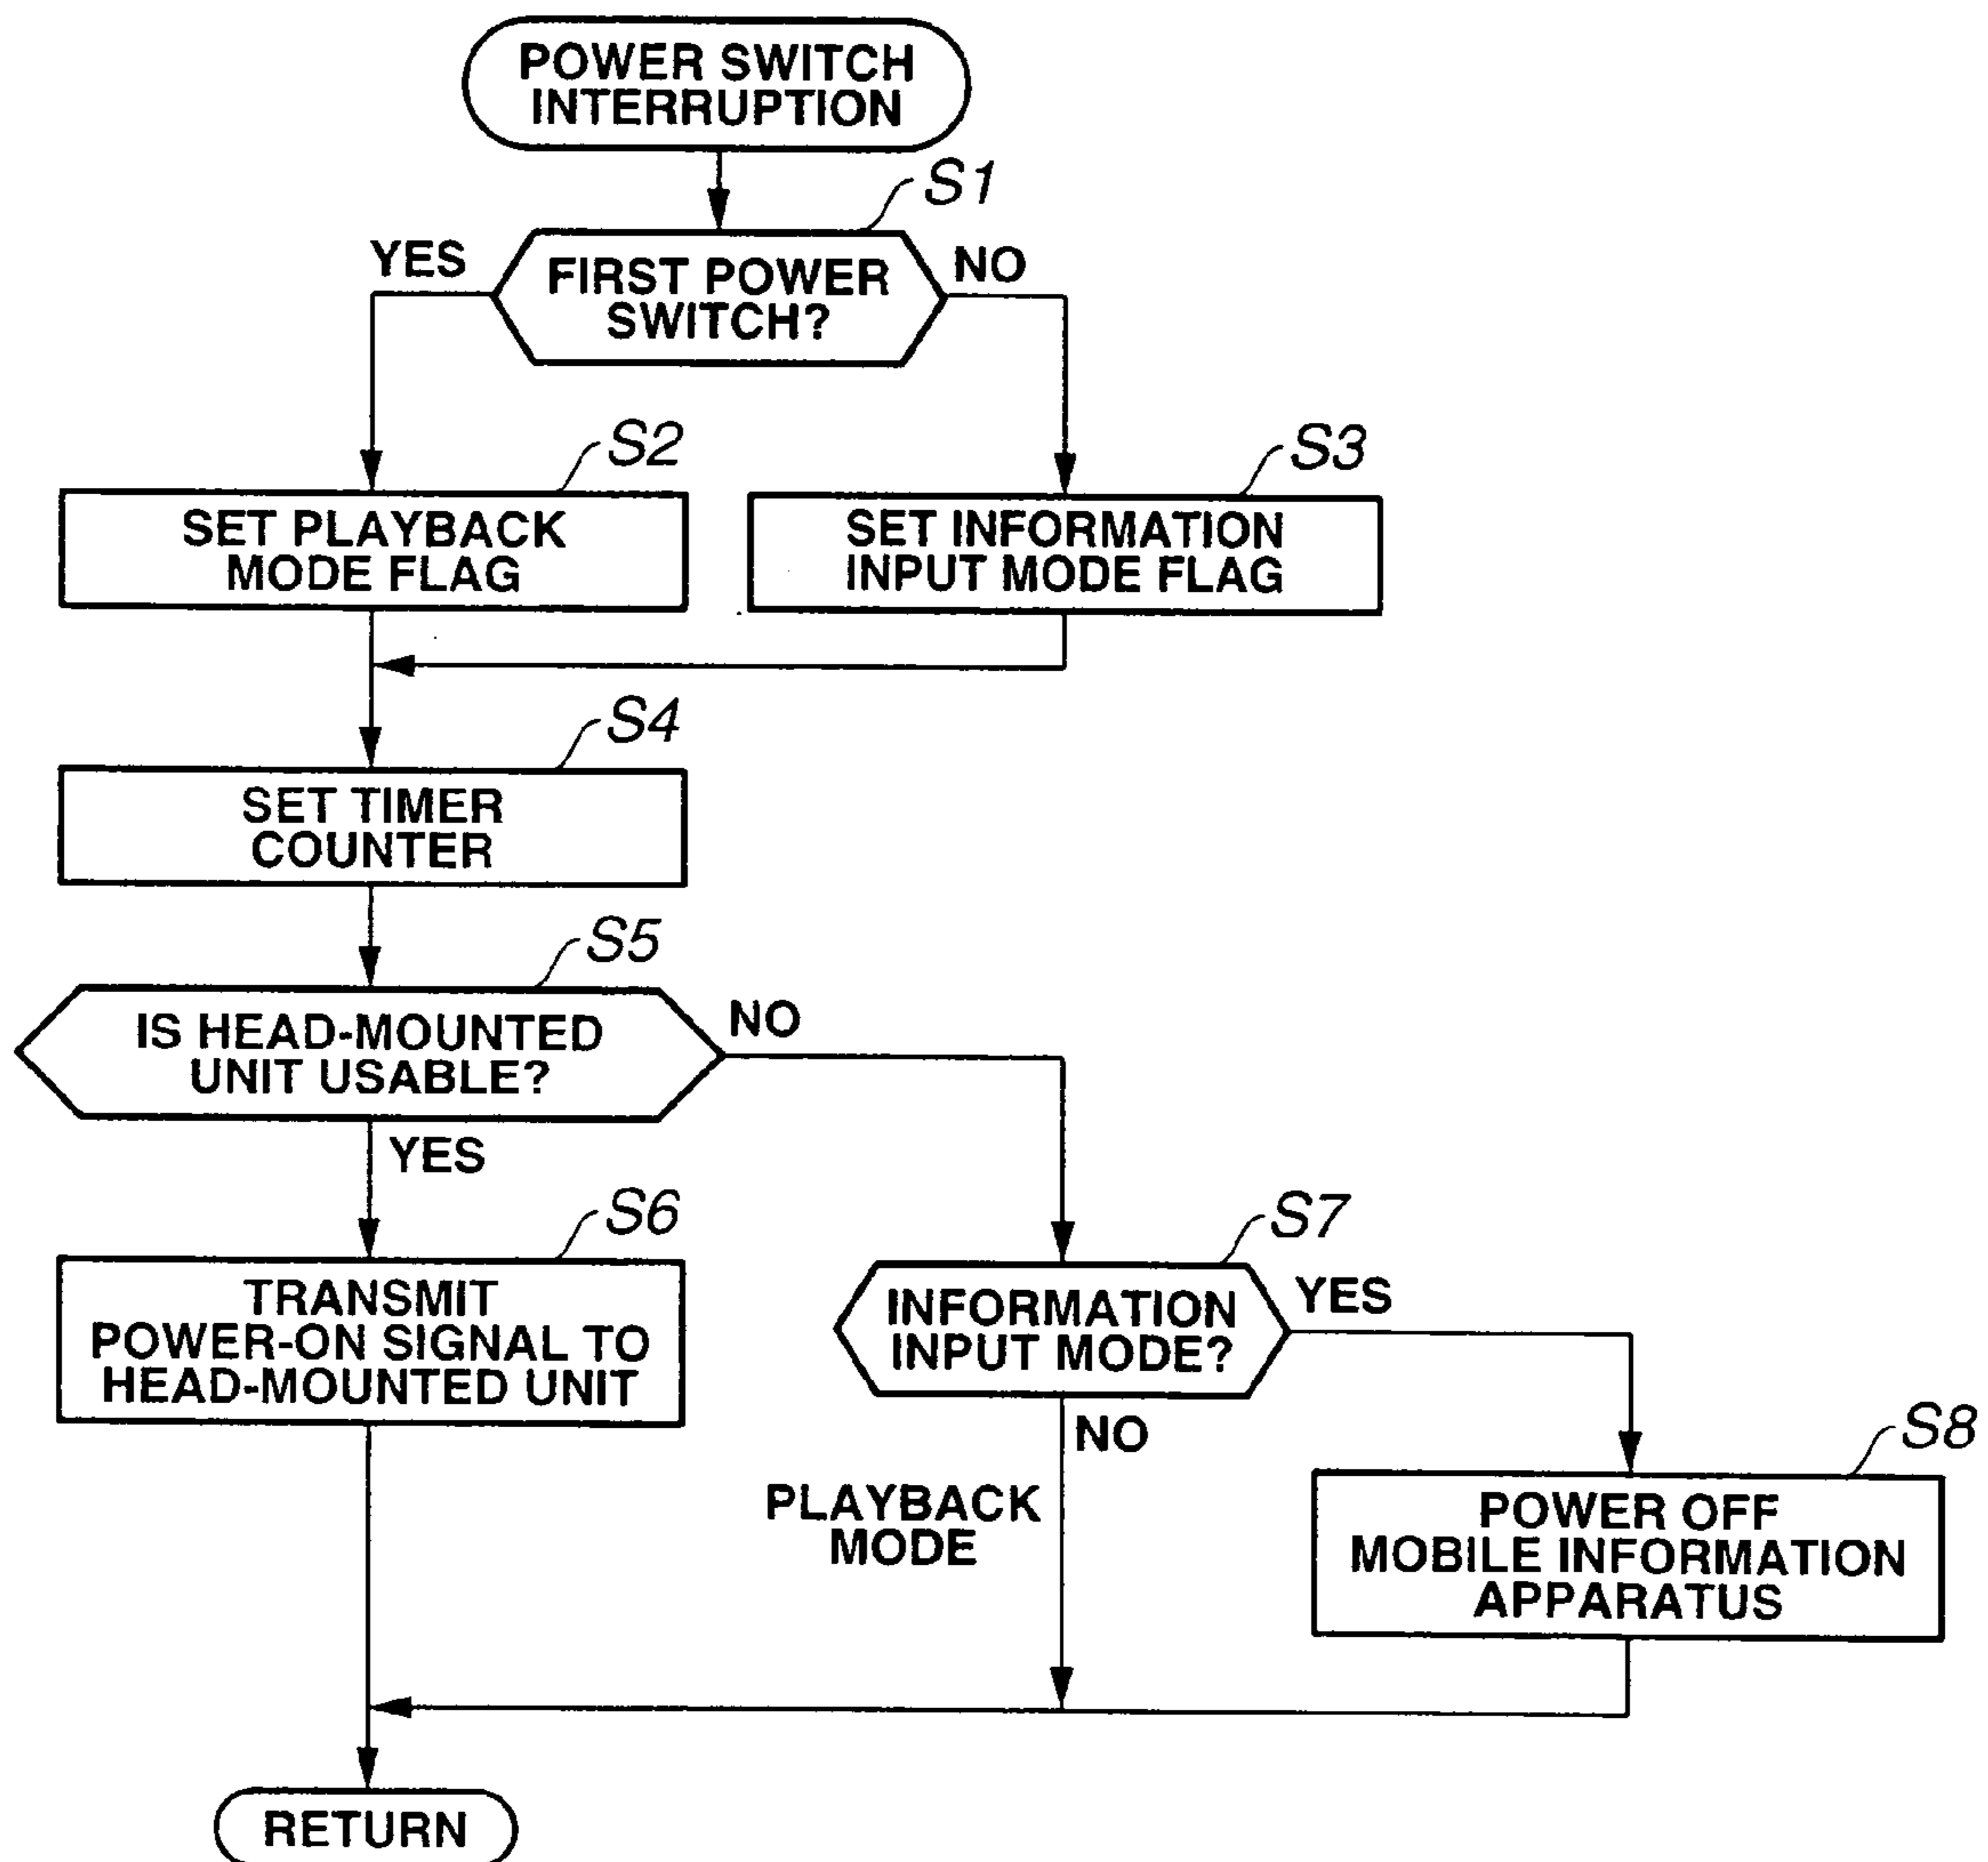 POWER SWITCH
INTERRUPTION
S1
YES
FIRST POWER
SWITCH?
NO
S2
SET PLAYBACK
MODE FLAG
S3
SET INFORMATION
INPUT MODE FLAG
S4
SET TIMER
COUNTER
S5
IS HEAD-MOUNTED
UNIT USABLE?
NO
YES
S6
TRANSMIT
POWER-ON SIGNAL TO
HEAD-MOUNTED UNIT
S7
INFORMATION
INPUT MODE?
YES
NO
PLAYBACK
MODE
S8
POWER OFF
MOBILE INFORMATION
APPARATUS
RETURN